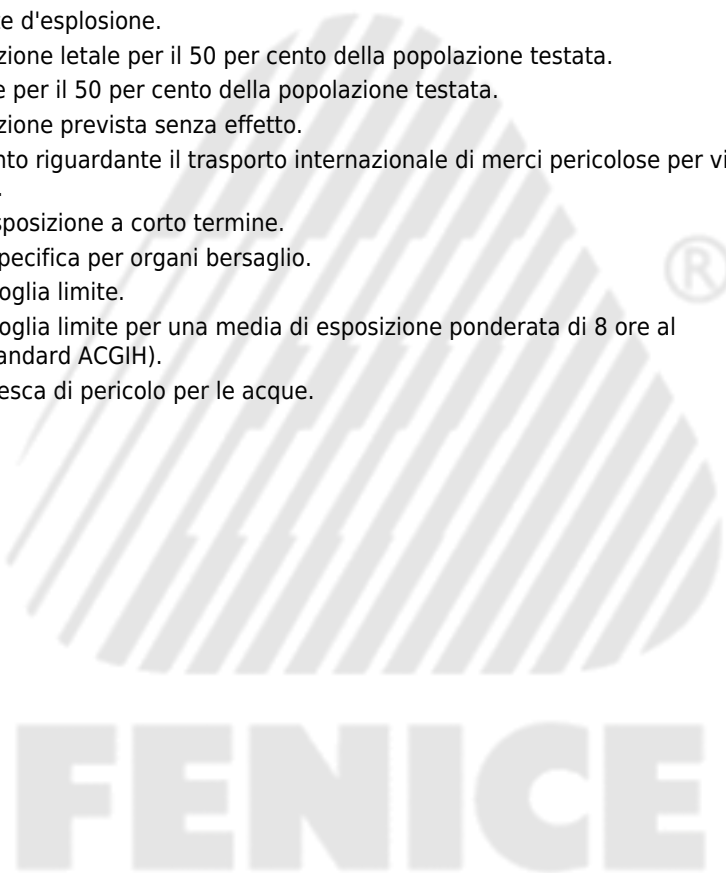 te d'esplosione.
zione letale per il 50 per cento della popolazione testata.
e per il 50 per cento della popolazione testata.
zione prevista senza effetto.
nto riguardante il trasporto internazionale di merci pericolose per vi
.
sposizione a corto termine.
pecifica per organi bersaglio.
oglia limite.
oglia limite per una media di esposizione ponderata di 8 ore al
andard ACGIH).
esca di pericolo per le acque.
®
FENICE